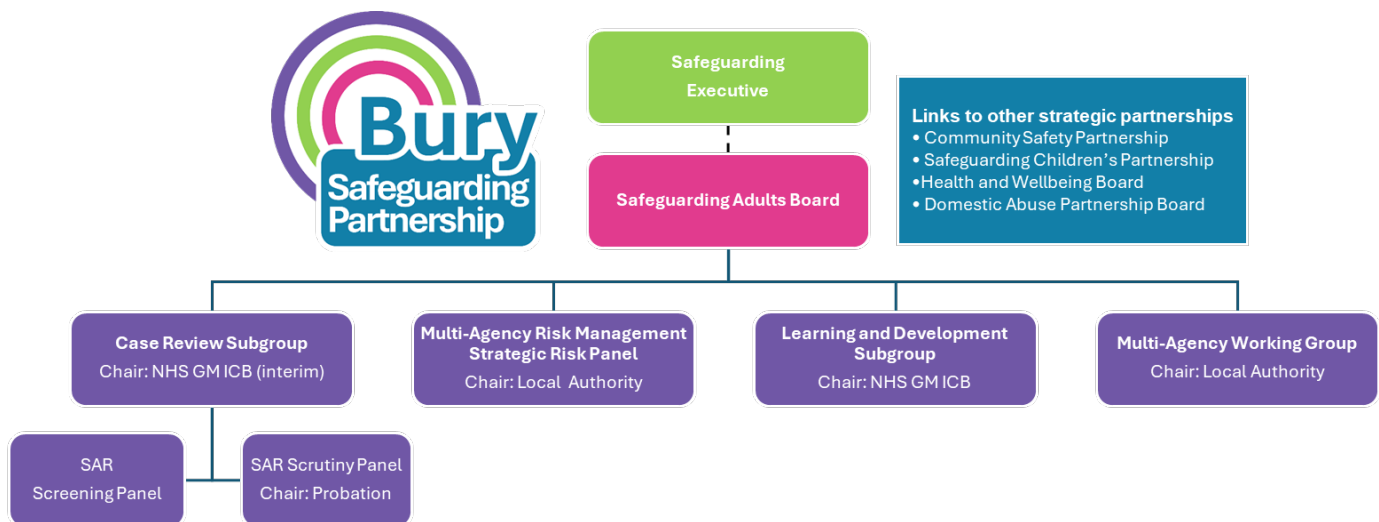 Bury
Safeguarding
Partnership
Safeguarding
Executive
Safeguarding Adults Board
Links to other strategic partnerships
• Community Safety Partnership
• Safeguarding Children's Partnership
•Health and Wellbeing Board
• Domestic Abuse Partnership Board
Case Review Subgroup
Chair: NHS GM ICB (interim)
Multi-Agency Risk Management
Strategic Risk Panel
Chair: Local Authority
Learning and Development
Subgroup
Chair: NHS GM ICB
Multi-Agency Working Group
Chair: Local Authority
SAR
Screening Panel
SAR Scrutiny Panel
Chair: Probation